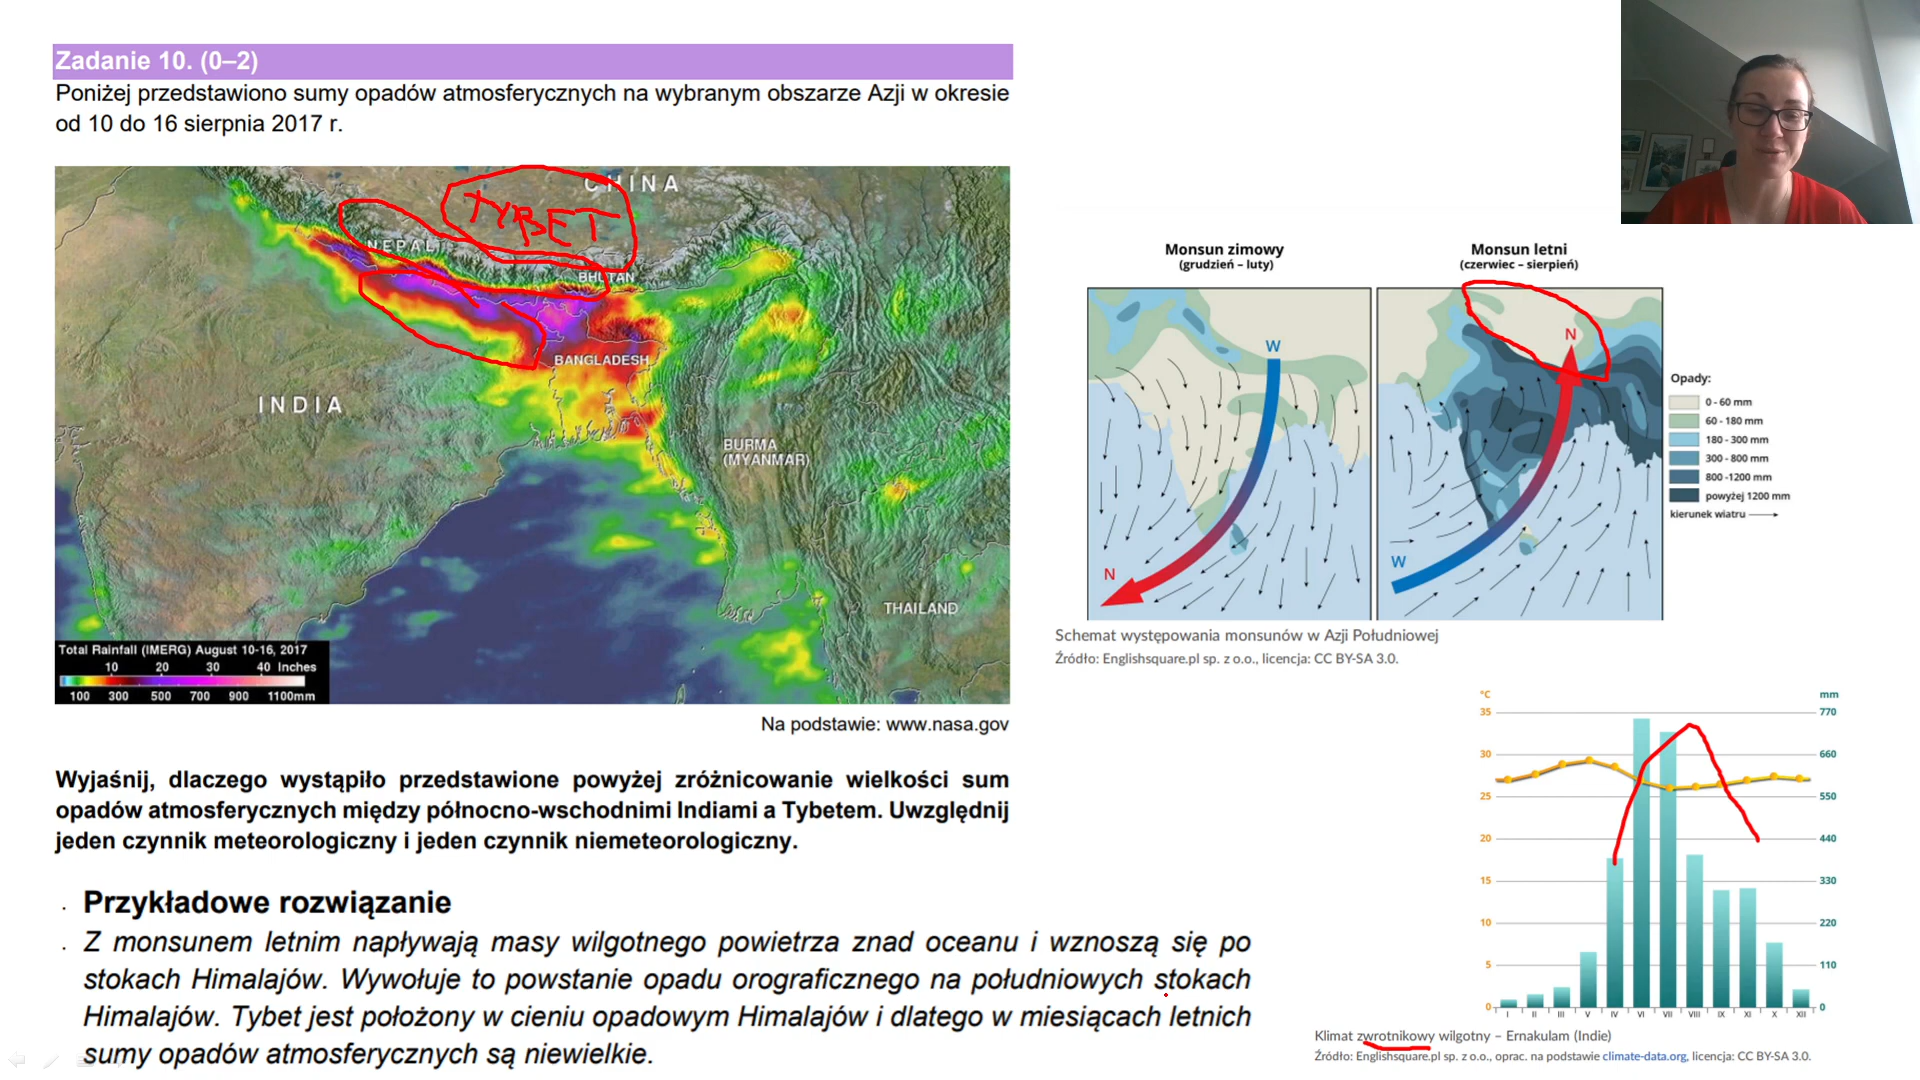 Zadanie 10. (0–2)
Poniżej przedstawiono sumy opadów atmosferycznych na wybranym obszarze Azji w okresie
od 10 do 16 sierpnia 2017 r.
CHINA
TYBET
NEPAL
BHUTAN
BANGLADESH
INDIA
BURMA
(MYANMAR)
THAILAND
Total Rainfall (IMERG) August 10-16, 2017
10 20 30 40 Inches
100 300 500 700 900 1100mm
Na podstawie: www.nasa.gov
Wyjaśnij, dlaczego wystąpiło przedstawione powyżej zróżnicowanie wielkości sum
opadów atmosferycznych między północno-wschodnimi Indiami a Tybetem. Uwzględnij
jeden czynnik meteorologiczny i jeden czynnik niemeteorologiczny.
Przykładowe rozwiązanie
Z monsunem letnim napływają masy wilgotnego powietrza znad oceanu i wznoszą się po
stokach Himalajów. Wywołuje to powstanie opadu orograficznego na południowych stokach
Himalajów. Tybet jest położony w cieniu opadowym Himalajów i dlatego w miesiącach letnich
sumy opadów atmosferycznych są niewielkie.
Monsun zimowy
(grudzień – luty)
W
N
Monsun letni
(czerwiec – sierpień)
N
W
Opady:
0 - 60 mm
60 - 180 mm
180 - 300 mm
300 - 800 mm
800 -1200 mm
powyżej 1200 mm
kierunek wiatru
Schemat występowania monsunów w Azji Południowej
Źródło: Englishsquare.pl sp. z o.o., licencja: CC BY-SA 3.0.
°C mm
35 770
30 660
25 550
20 440
15 330
10 220
5 110
0 0
I II III V IV VI VII VIII IX XI X XII
Klimat zwrotnikowy wilgotny – Ernakulam (Indie)
Źródło: Englishsquare.pl sp. z o.o., oprac. na podstawie climate-data.org, licencja: CC BY-SA 3.0.